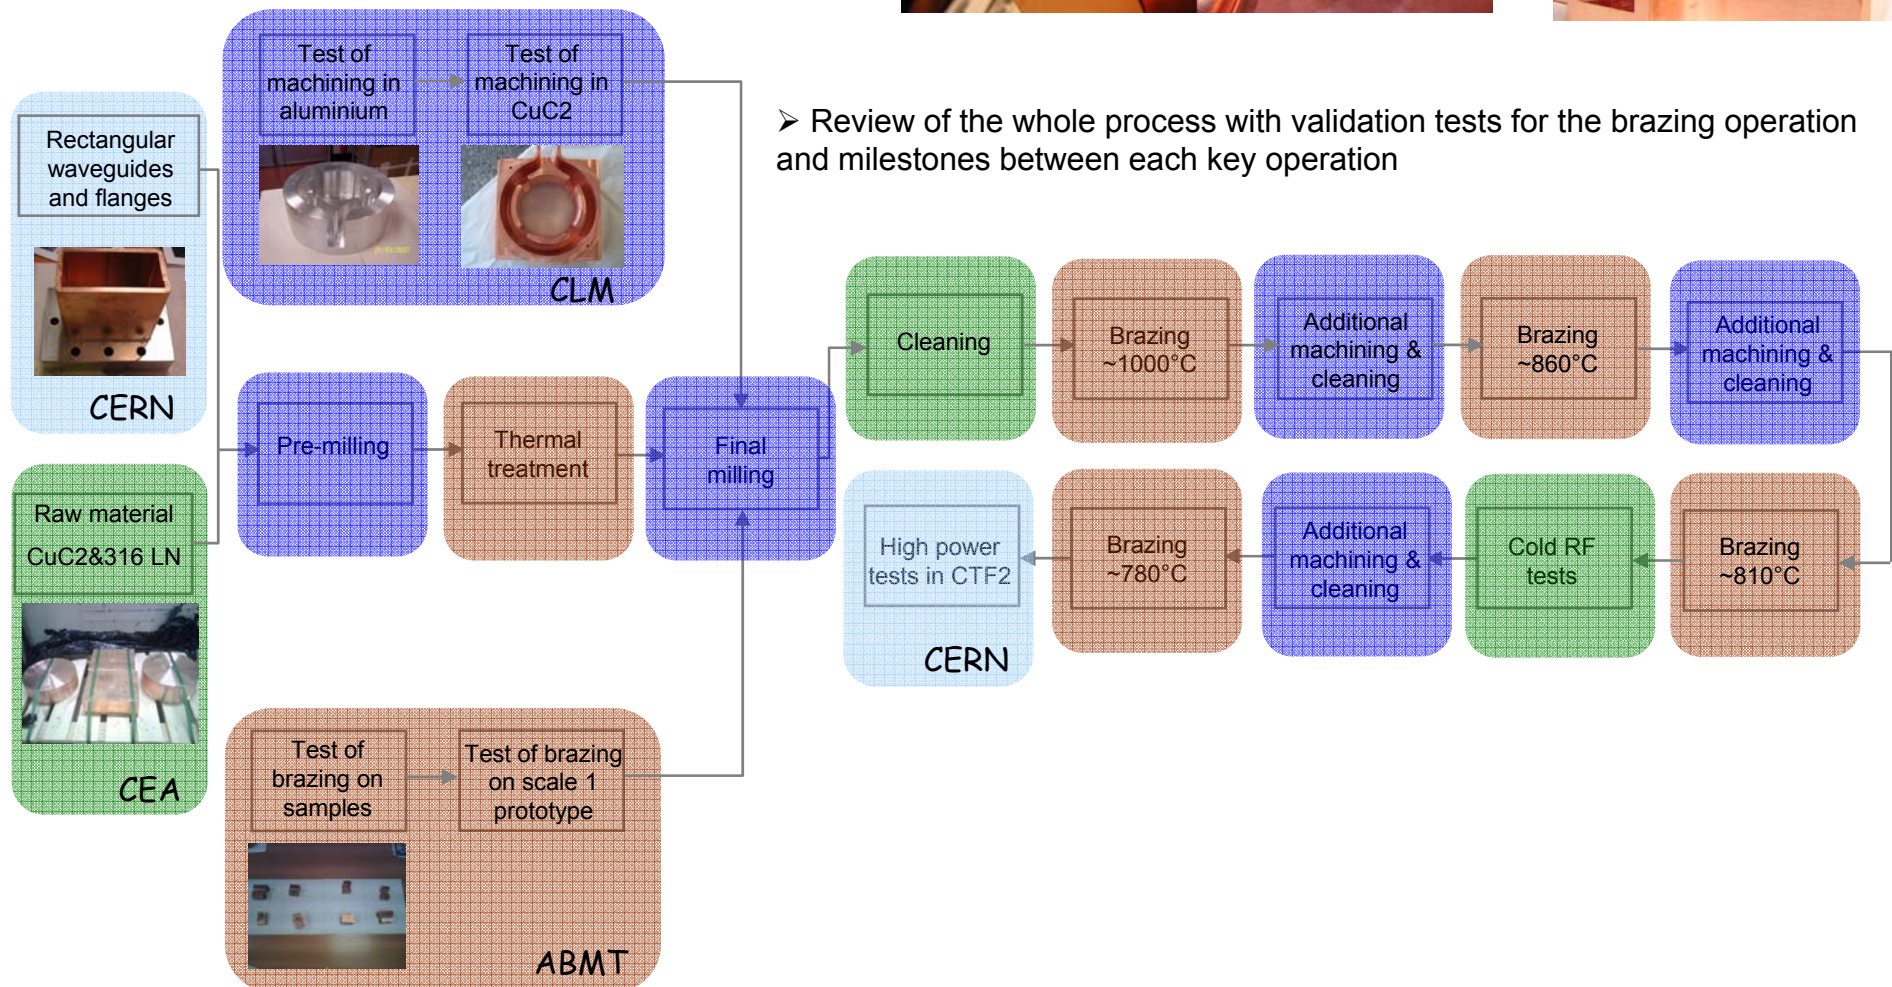 Test of
machining in
aluminium
Test of
machining in
CuC2
CLM
Rectangular
waveguides
and flanges
CERN
➢ Review of the whole process with validation tests for the brazing operation
and milestones between each key operation
Raw material
CuC2&316 LN
CEA
Pre-milling
Thermal
treatment
Final
milling
Cleaning
Brazing
~1000°C
Additional
machining &
cleaning
Brazing
~860°C
Additional
machining &
cleaning
Brazing
~810°C
Cold RF
tests
Additional
machining &
cleaning
Brazing
~780°C
High power
tests in CTF2
CERN
Test of
brazing on
samples
Test of brazing
on scale 1
prototype
ABMT